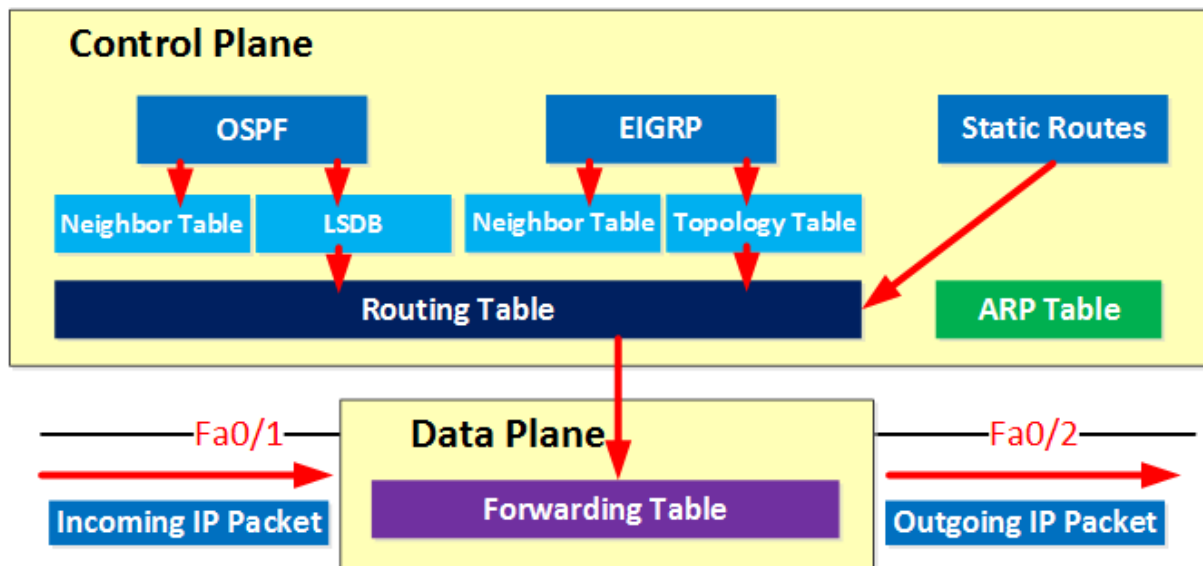 Control Plane
OSPF
EIGRP
Static Routes
Neighbor Table
LSDB
Neighbor Table
Topology Table
Routing Table
ARP Table
Fa0/1
Data Plane
Fa0/2
Incoming IP Packet
Forwarding Table
Outgoing IP Packet